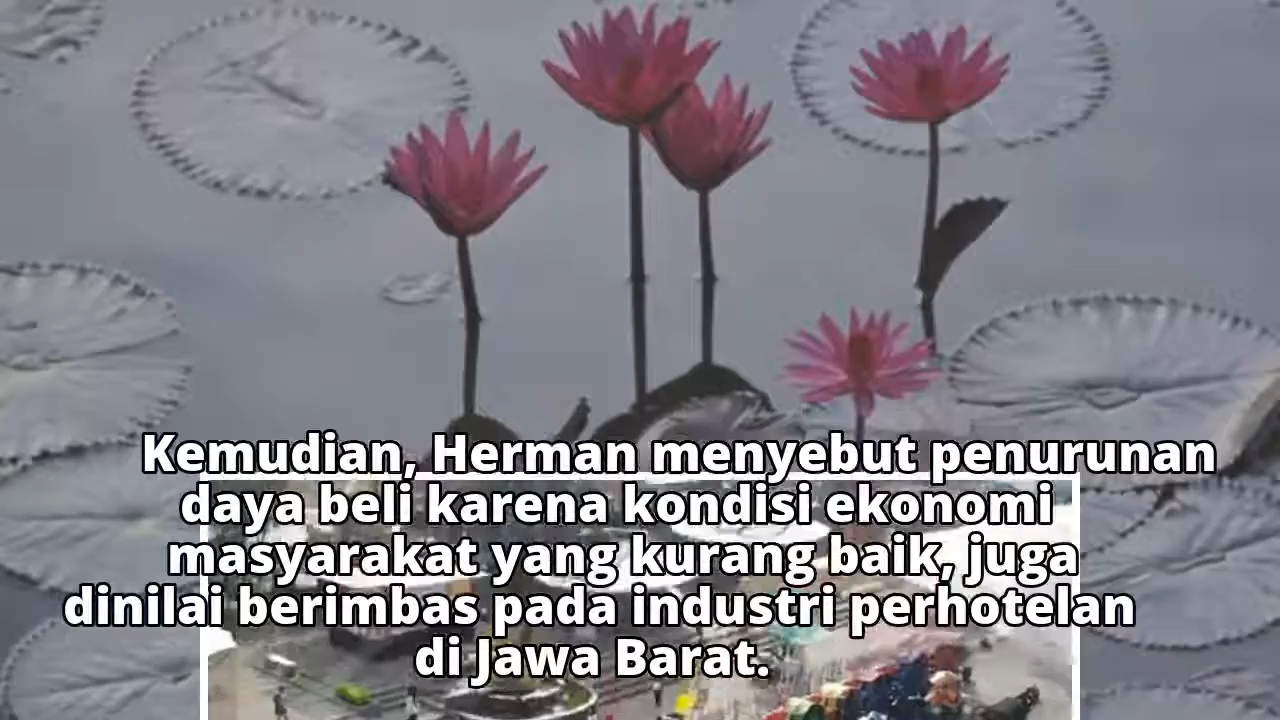 Kemudian, Herman menyebut penurunan
daya beli karena kondisi ekonomi
masyarakat yang kurang baik, juga
dinilai berimbas pada industri perhotelan
di Jawa Barat.